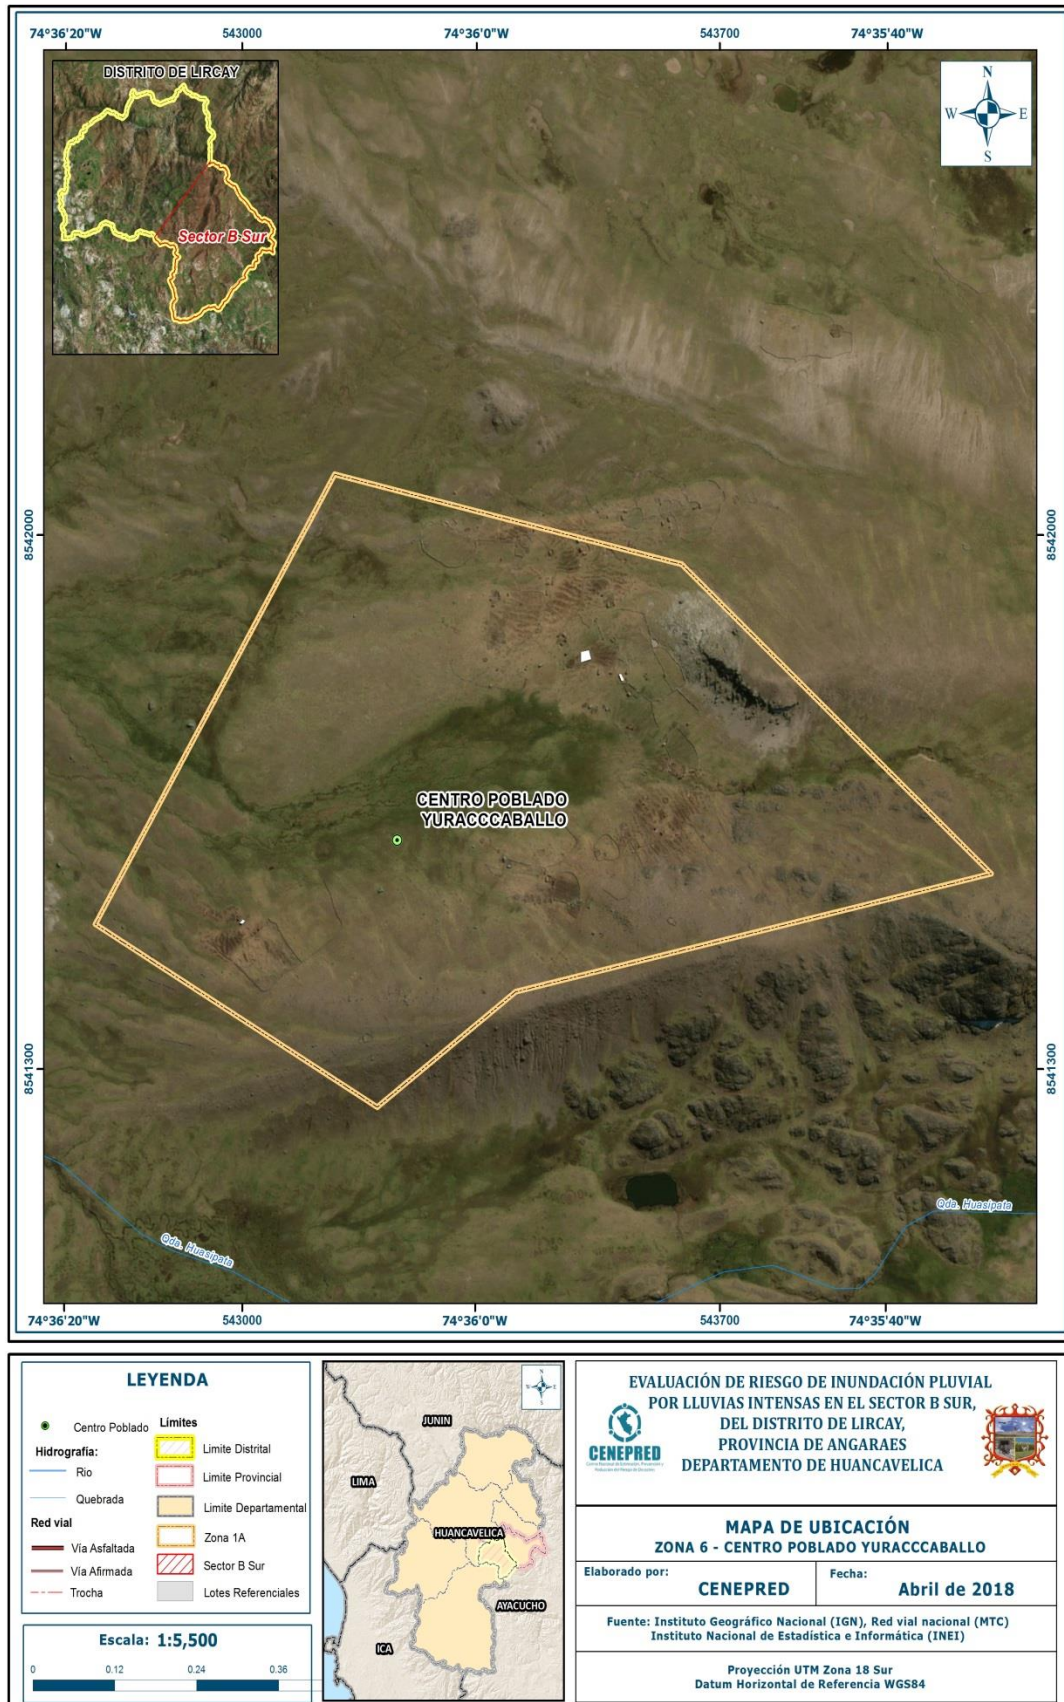 74°36'20"W 543000 74°36'0"W 543700 74°35'40"W
DISTRITO DE LIRCAY
Sector B Sur
N
W E
S
8542000 8542000
CENTRO POBLADO
YURACCCABALLO
8541300 8541300
Qda. Huasipata
Qda. Huasipata
74°36'20"W 543000 74°36'0"W 543700 74°35'40"W
LEYENDA
Centro Poblado
Hidrografía:
Rio
Quebrada
Red vial
Vía Asfaltada
Vía Afirmada
Trocha
Límites
Limite Distrital
Limite Provincial
Limite Departamental
Zona 1A
Sector B Sur
Lotes Referenciales
Escala: 1:5,500
0 0.12 0.24 0.36
N
W E
S
JUNIN
LIMA
HUANCAVELICA
AYACUCHO
ICA
EVALUACIÓN DE RIESGO DE INUNDACIÓN PLUVIAL
POR LLUVIAS INTENSAS EN EL SECTOR B SUR,
DEL DISTRITO DE LIRCAY,
PROVINCIA DE ANGARAES
DEPARTAMENTO DE HUANCAVELICA
CENEPRED
MAPA DE UBICACIÓN
ZONA 6 - CENTRO POBLADO YURACCCABALLO
Elaborado por:
CENEPRED
Fecha:
Abril de 2018
Fuente: Instituto Geográfico Nacional (IGN), Red vial nacional (MTC)
Instituto Nacional de Estadística e Informática (INEI)
Proyección UTM Zona 18 Sur
Datum Horizontal de Referencia WGS84